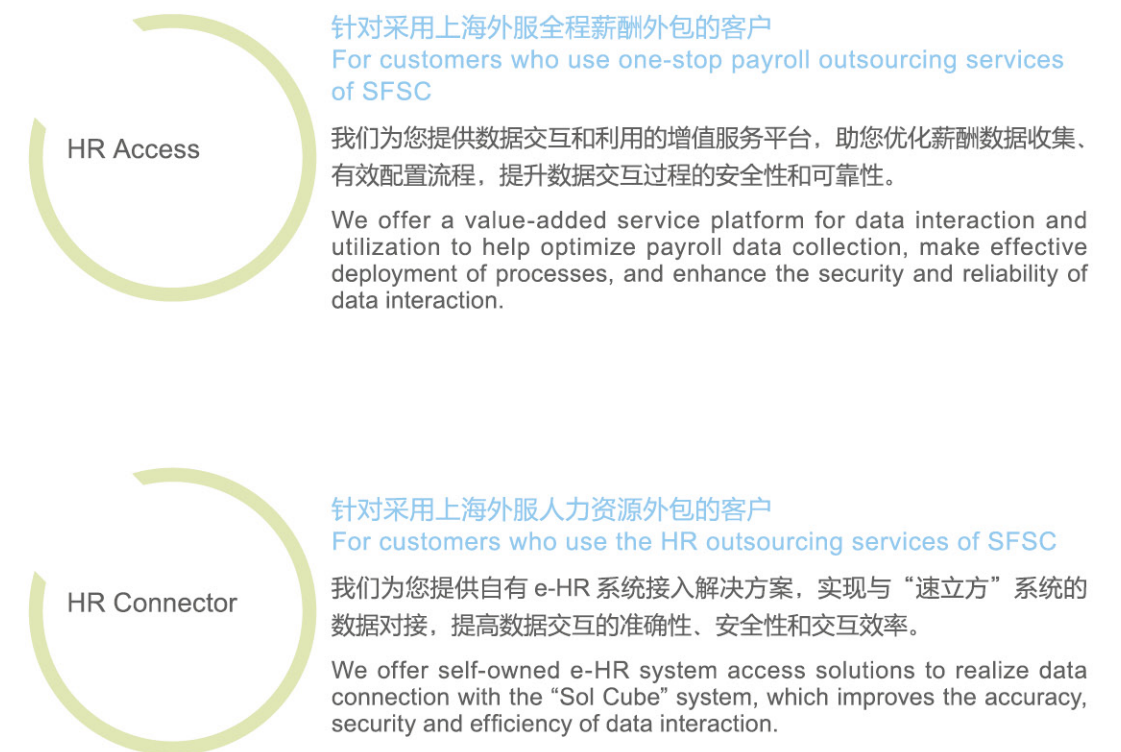 针对采用上海外服全程薪酬外包的客户
For customers who use one-stop payroll outsourcing services
of SFSC
HR Access
我们为您提供数据交互和利用的增值服务平台，助您优化薪酬数据收集、
有效配置流程，提升数据交互过程的安全性和可靠性。
We offer a value-added service platform for data interaction and
utilization to help optimize payroll data collection, make effective
deployment of processes, and enhance the security and reliability of
data interaction.
针对采用上海外服人力资源外包的客户
For customers who use the HR outsourcing services of SFSC
HR Connector
我们为您提供自有 e-HR 系统接入解决方案，实现与“速立方”系统的
数据对接，提高数据交互的准确性、安全性和交互效率。
We offer self-owned e-HR system access solutions to realize data
connection with the “Sol Cube” system, which improves the accuracy,
security and efficiency of data interaction.